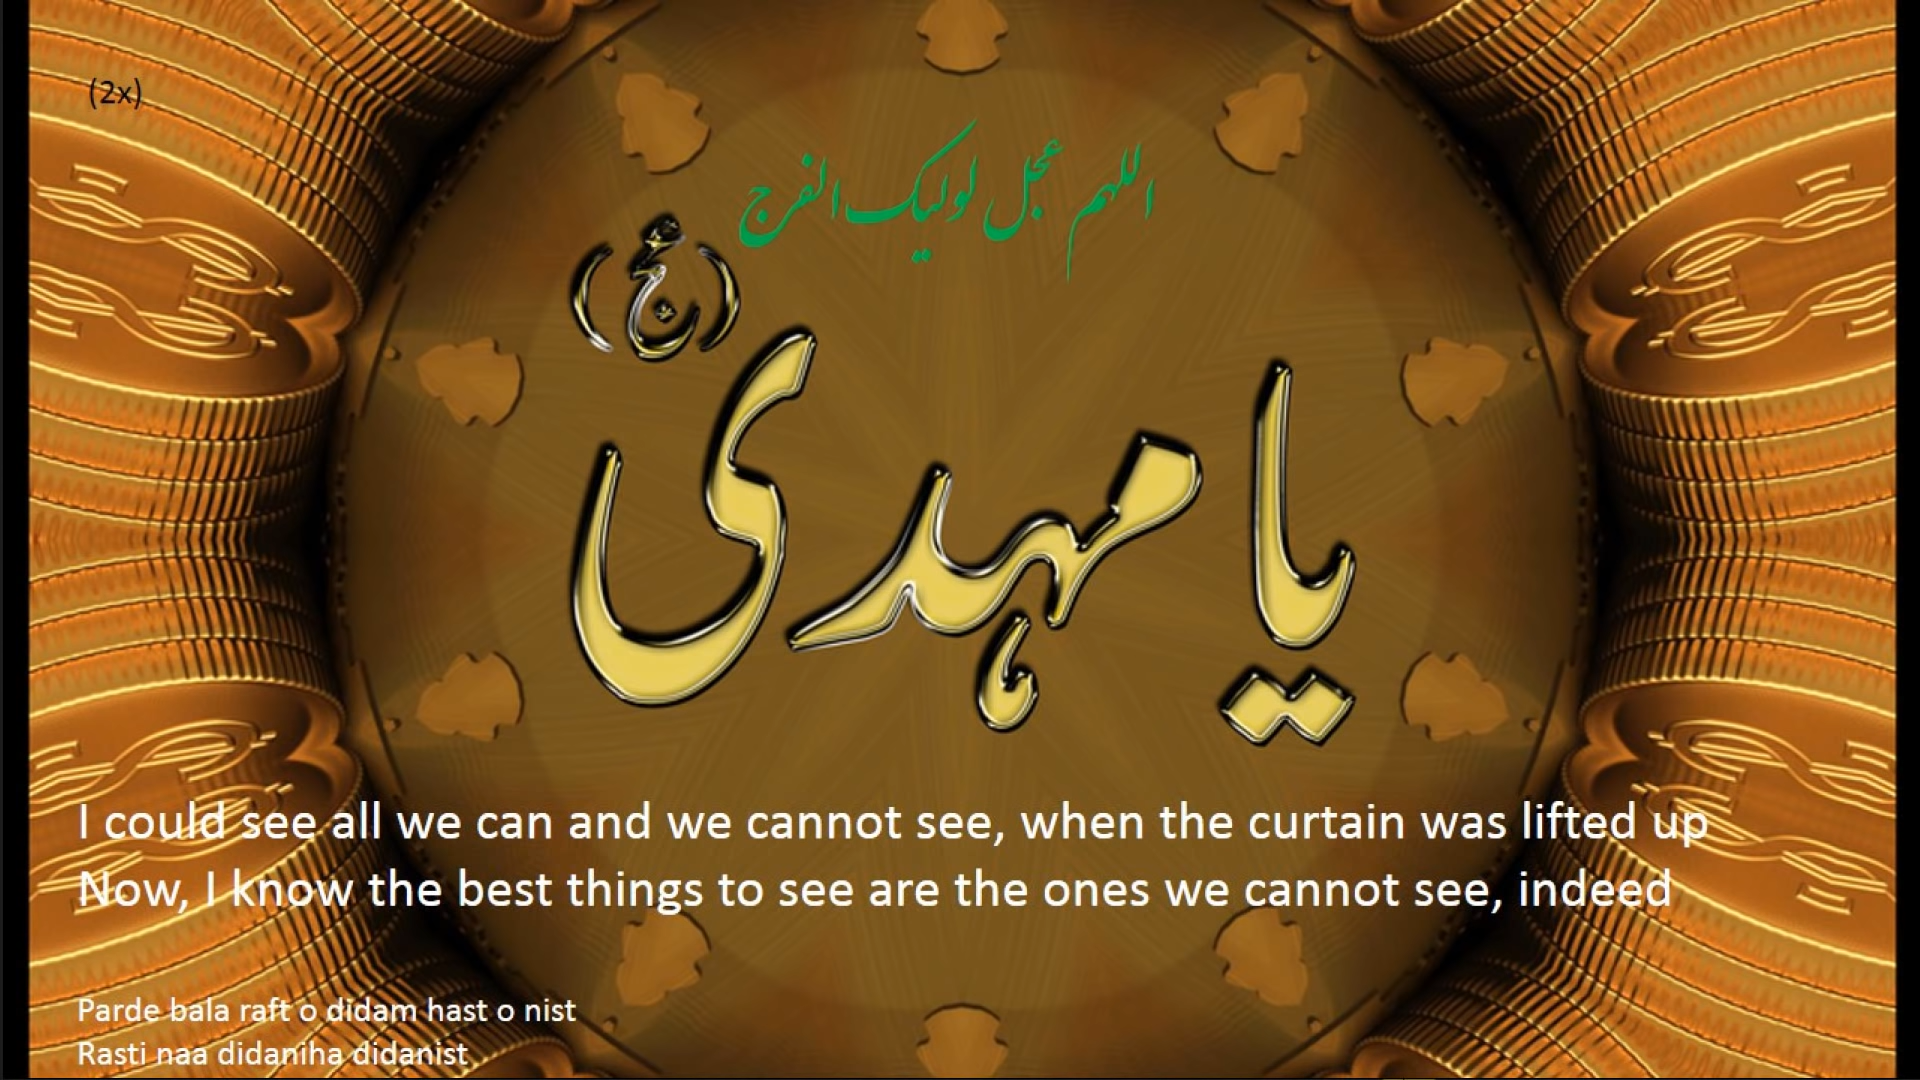 (2x)
اللهم عجل لوليک الفرج
(عج)
يا مهدى
I could see all we can and we cannot see, when the curtain was lifted up
Now, I know the best things to see are the ones we cannot see, indeed
Parde bala raft o didam hast o nist
Rasti naa didaniha didanist